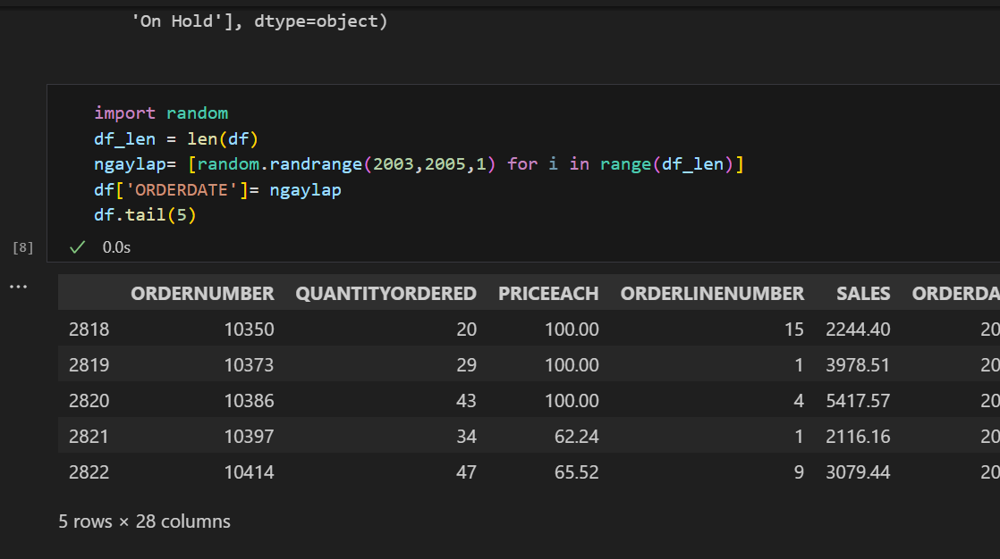 'On Hold'], dtype=object)
import random
df_len = len(df)
ngaylap= [random.randrange(2003,2005,1) for i in range(df_len)]
df['ORDERDATE']= ngaylap
df.tail(5)
[8] 0.0s
...
ORDERNUMBER QUANTITYORDERED PRICEEACH ORDERLINENUMBER SALES ORDERDA
2818 10350 20 100.00 15 2244.40 20
2819 10373 29 100.00 1 3978.51 20
2820 10386 43 100.00 4 5417.57 20
2821 10397 34 62.24 1 2116.16 20
2822 10414 47 65.52 9 3079.44 20
5 rows × 28 columns